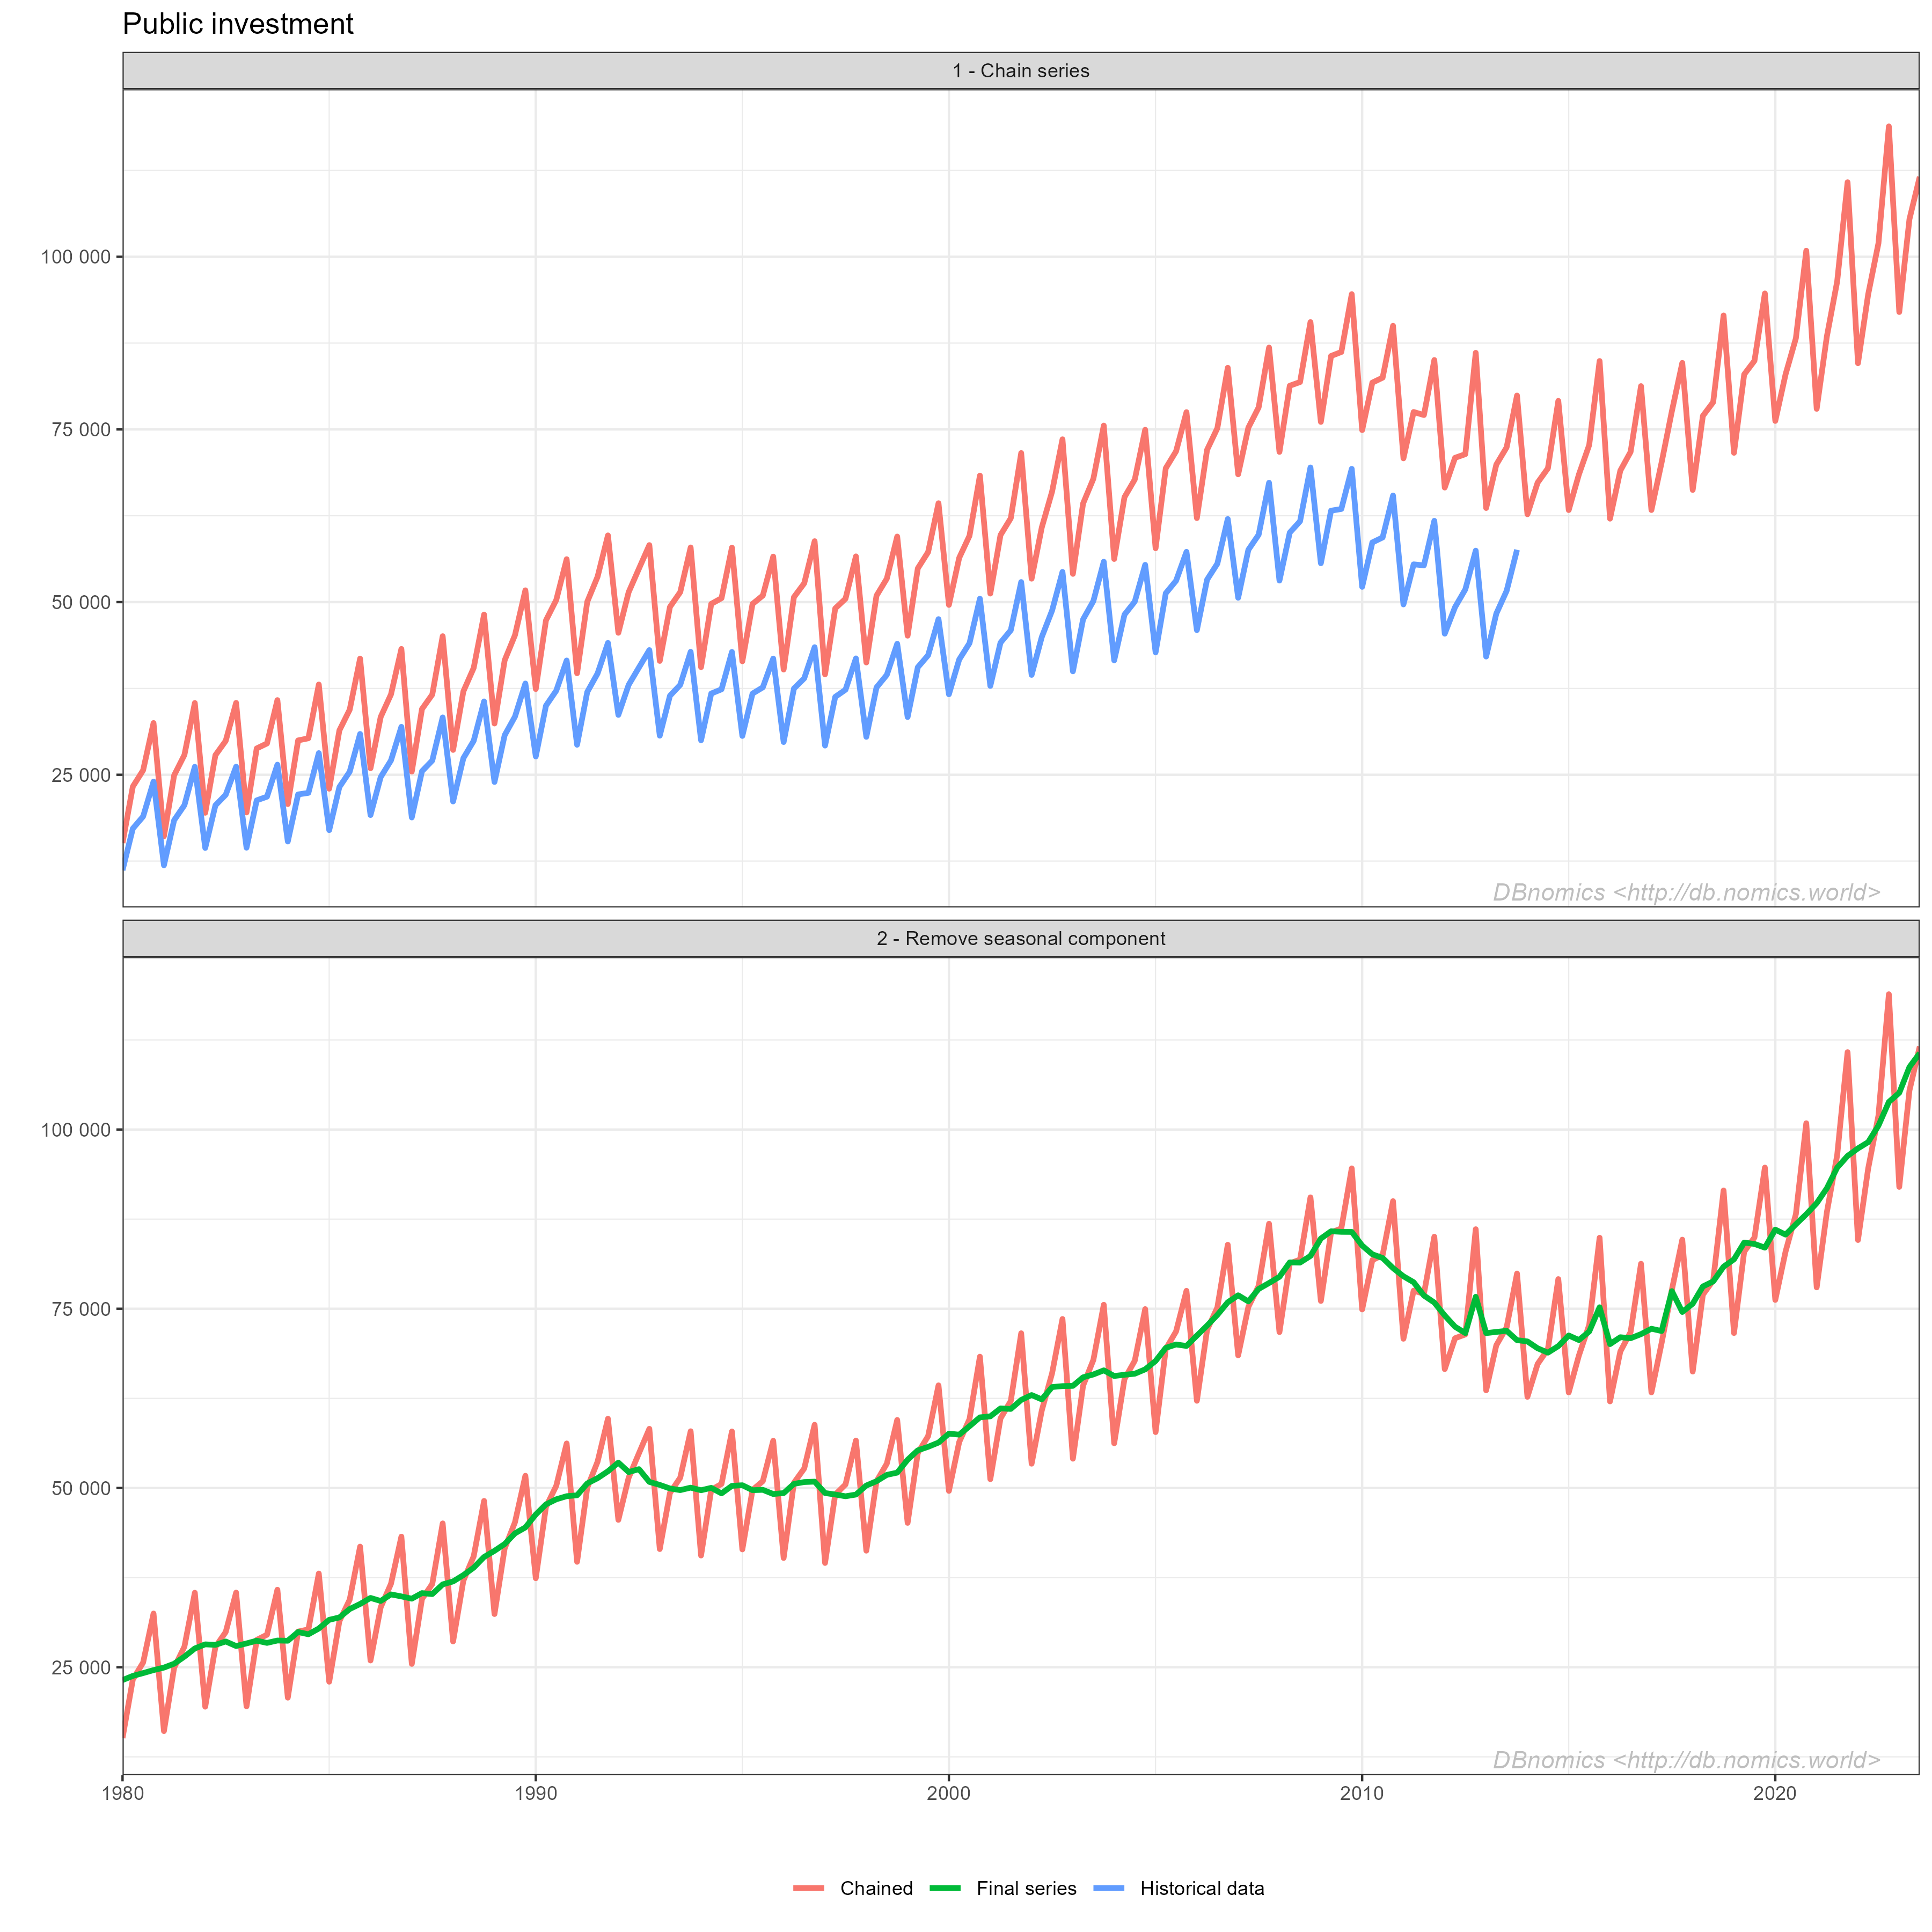 Public investment
1 - Chain series
100 000
75 000
50 000
25 000
DBnomics <http://db.nomics.world>
2 - Remove seasonal component
100 000
75 000
50 000
25 000
DBnomics <http://db.nomics.world>
1980 1990 2000 2010 2020
Chained Final series Historical data